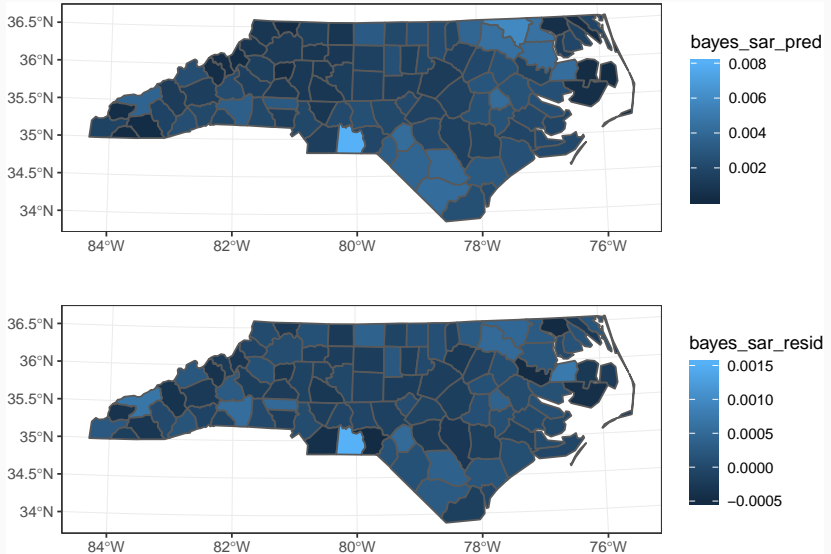 bayes_sar_pred
0.008
0.006
0.004
0.002
36.5°N
36°N
35.5°N
35°N
34.5°N
34°N
84°W 82°W 80°W 78°W 76°W
bayes_sar_resid
0.0015
0.0010
0.0005
0.0000
−0.0005
36.5°N
36°N
35.5°N
35°N
34.5°N
34°N
84°W 82°W 80°W 78°W 76°W